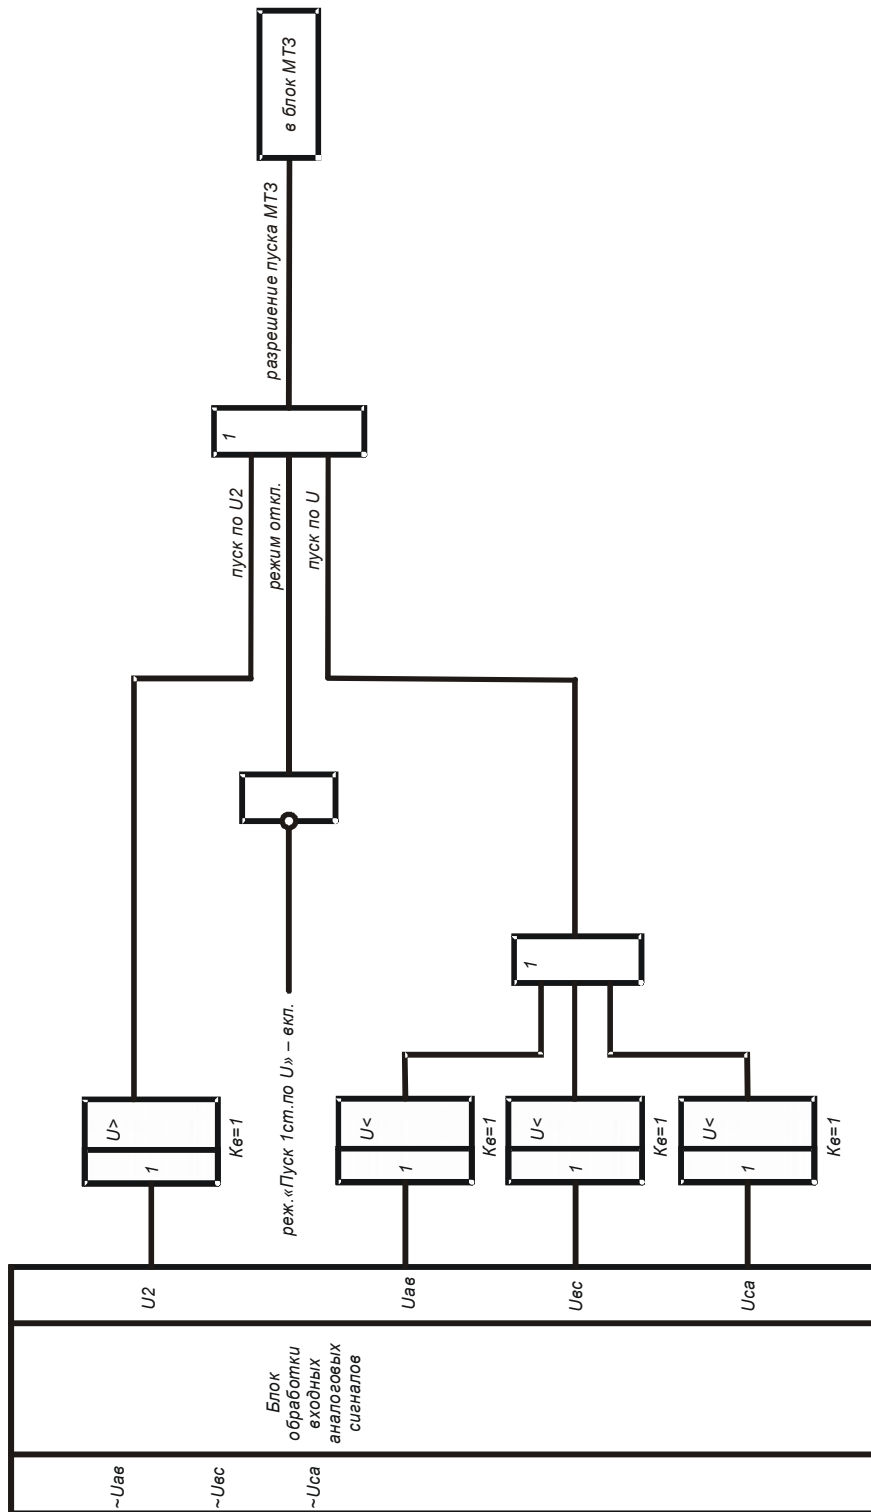 ~Uав
~Uвс
~Uса
Блок
обработки
входных
аналоговых
сигналов
U2
Uав
Uвс
Uса
1
U>
Кв=1
1
U<
Кв=1
1
U<
Кв=1
1
U<
Кв=1
реж.«Пуск 1ст.по U» – вкл.
1
пуск по U2
режим откл.
пуск по U
1
разрешение пуска МТЗ
в блок МТЗ